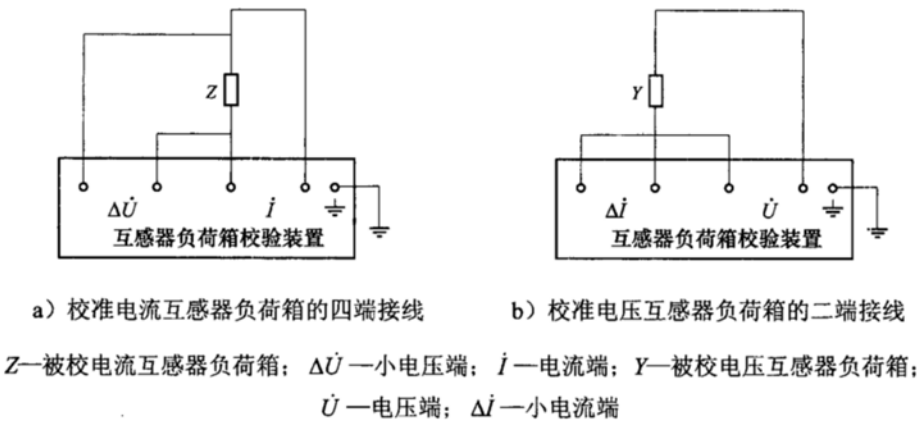 Z
ΔU̇
İ
互感器负荷箱校验装置
Y
Δİ
U̇
互感器负荷箱校验装置
a）校准电流互感器负荷箱的四端接线
b）校准电压互感器负荷箱的二端接线
Z—被校电流互感器负荷箱；ΔU̇—小电压端；İ—电流端；Y—被校电压互感器负荷箱；
U̇—电压端；Δİ—小电流端